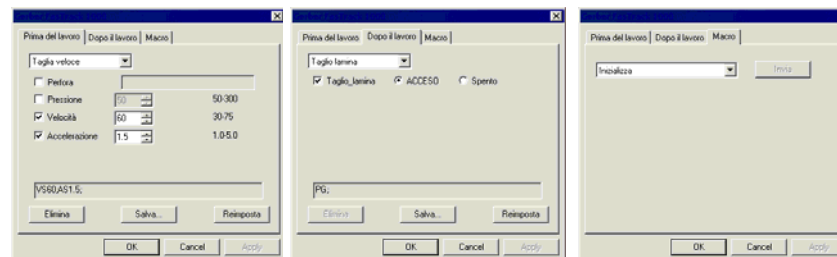 Prima del lavoro Dopo il lavoro Macro
Taglia veloce
Perfora
Pressione 50 50-300
Velocità 60 30-75
Accelerazione 1.5 1.0-5.0
VS60;AS1.5;
Elimina Salva... Reimposta
OK Cancel Apply
Prima del lavoro Dopo il lavoro Macro
Taglio lamina
Taglio_lamina ACCESO Spento
PG;
Elimina Salva... Reimposta
OK Cancel Apply
Prima del lavoro Dopo il lavoro Macro
Inizializza Invia
OK Cancel Apply